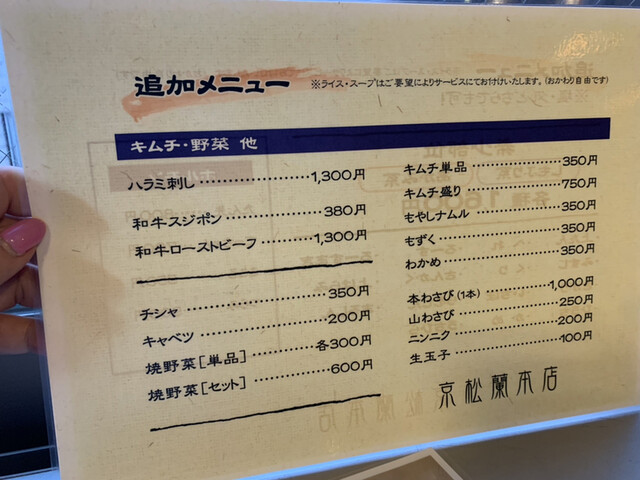 追加メニュー
※ライス・スープはご要望によりサービスにてお付けいたします。(おかわり自由です)
キムチ・野菜 他
ハラミ刺し 1,300円
和牛スジポン 380円
和牛ローストビーフ 1,300円
チシャ 350円
キャベツ 200円
焼野菜[単品] 各300円
焼野菜[セット] 600円
キムチ単品 350円
キムチ盛り 750円
もやしナムル 350円
もずく 350円
わかめ 350円
本わさび(1本) 1,000円
山わさび 250円
ニンニク 200円
生玉子 100円
京松蘭本店